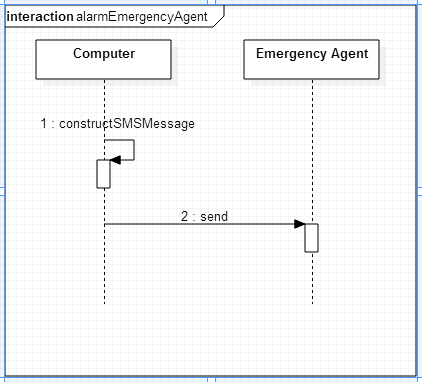 interaction alarmEmergencyAgent
Computer
Emergency Agent
1 : constructSMSMessage
2 : send